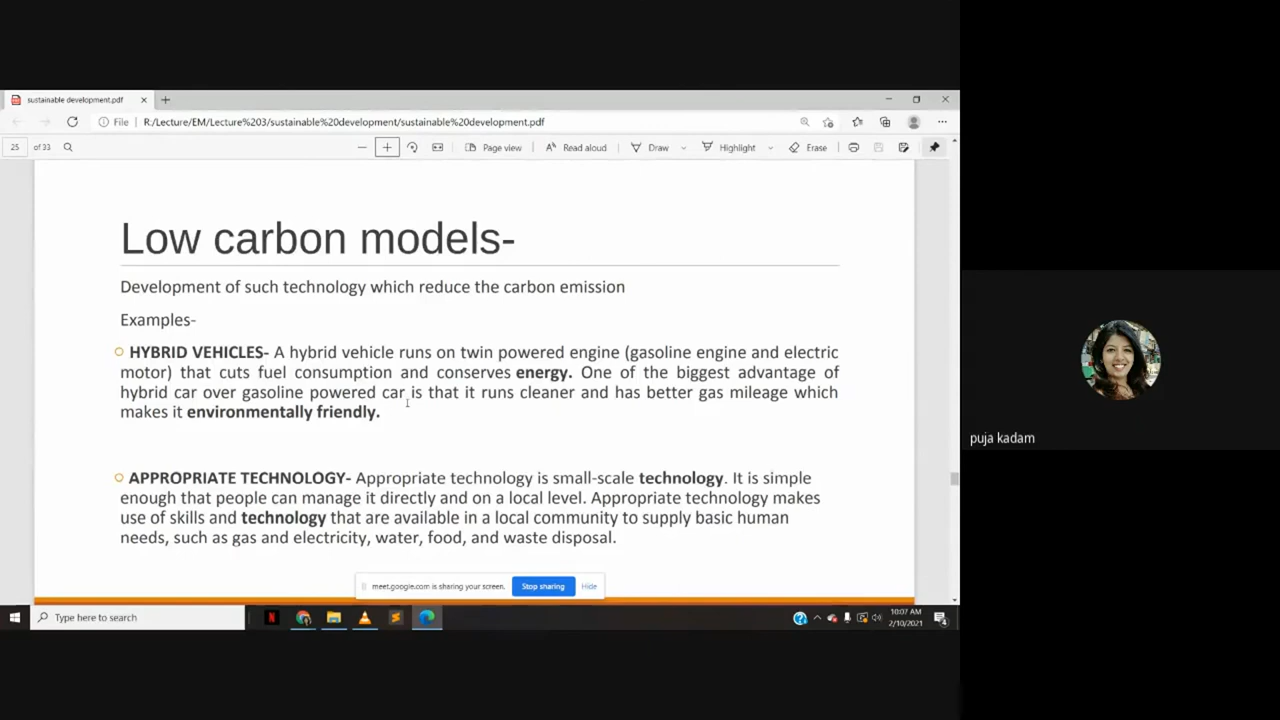 sustainable development.pdf
File
R:/Lecture/EM/Lecture%203/sustainable%20development/sustainable%20development.pdf
25 of 33
Page view
Read aloud
Draw
Highlight
Erase
Low carbon models-
Development of such technology which reduce the carbon emission
Examples-
HYBRID VEHICLES- A hybrid vehicle runs on twin powered engine (gasoline engine and electric
motor) that cuts fuel consumption and conserves energy. One of the biggest advantage of
hybrid car over gasoline powered car is that it runs cleaner and has better gas mileage which
makes it environmentally friendly.
APPROPRIATE TECHNOLOGY- Appropriate technology is small-scale technology. It is simple
enough that people can manage it directly and on a local level. Appropriate technology makes
use of skills and technology that are available in a local community to supply basic human
needs, such as gas and electricity, water, food, and waste disposal.
meet.google.com is sharing your screen.
Stop sharing
Hide
Type here to search
10:07 AM
2/10/2021
puja kadam